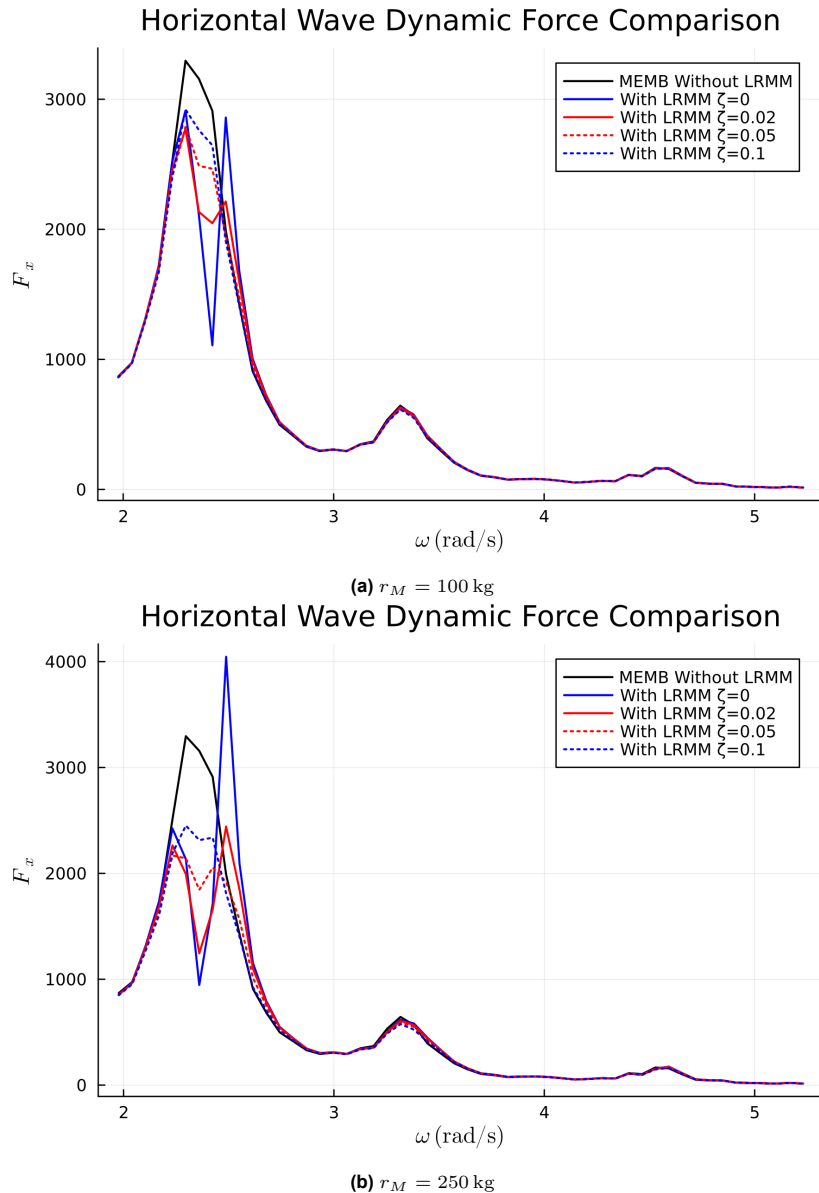 Horizontal Wave Dynamic Force Comparison
MEMB Without LRMM
With LRMM ζ=0
With LRMM ζ=0.02
With LRMM ζ=0.05
With LRMM ζ=0.1
3000
2000
1000
0
F_x
2 3 4 5
ω (rad/s)
(a) r_M = 100 kg
Horizontal Wave Dynamic Force Comparison
MEMB Without LRMM
With LRMM ζ=0
With LRMM ζ=0.02
With LRMM ζ=0.05
With LRMM ζ=0.1
4000
3000
2000
1000
0
F_x
2 3 4 5
ω (rad/s)
(b) r_M = 250 kg